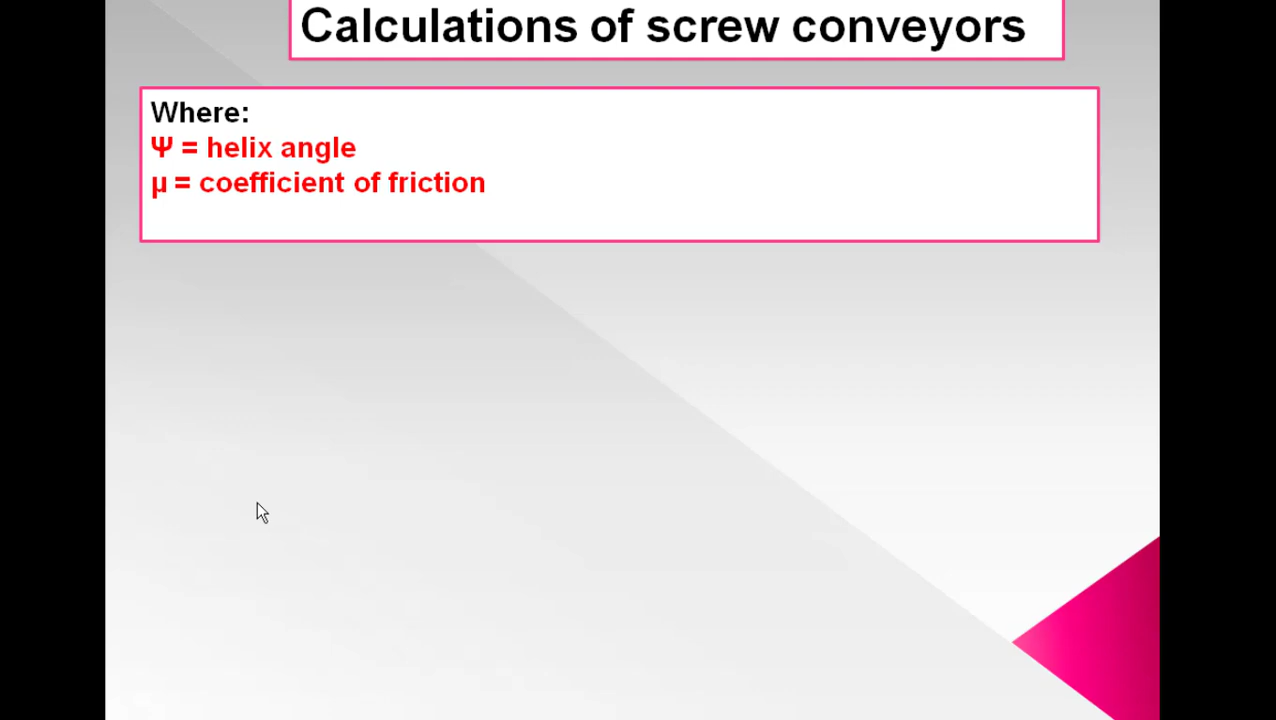 Calculations of screw conveyors
Where:
Ψ = helix angle
μ = coefficient of friction